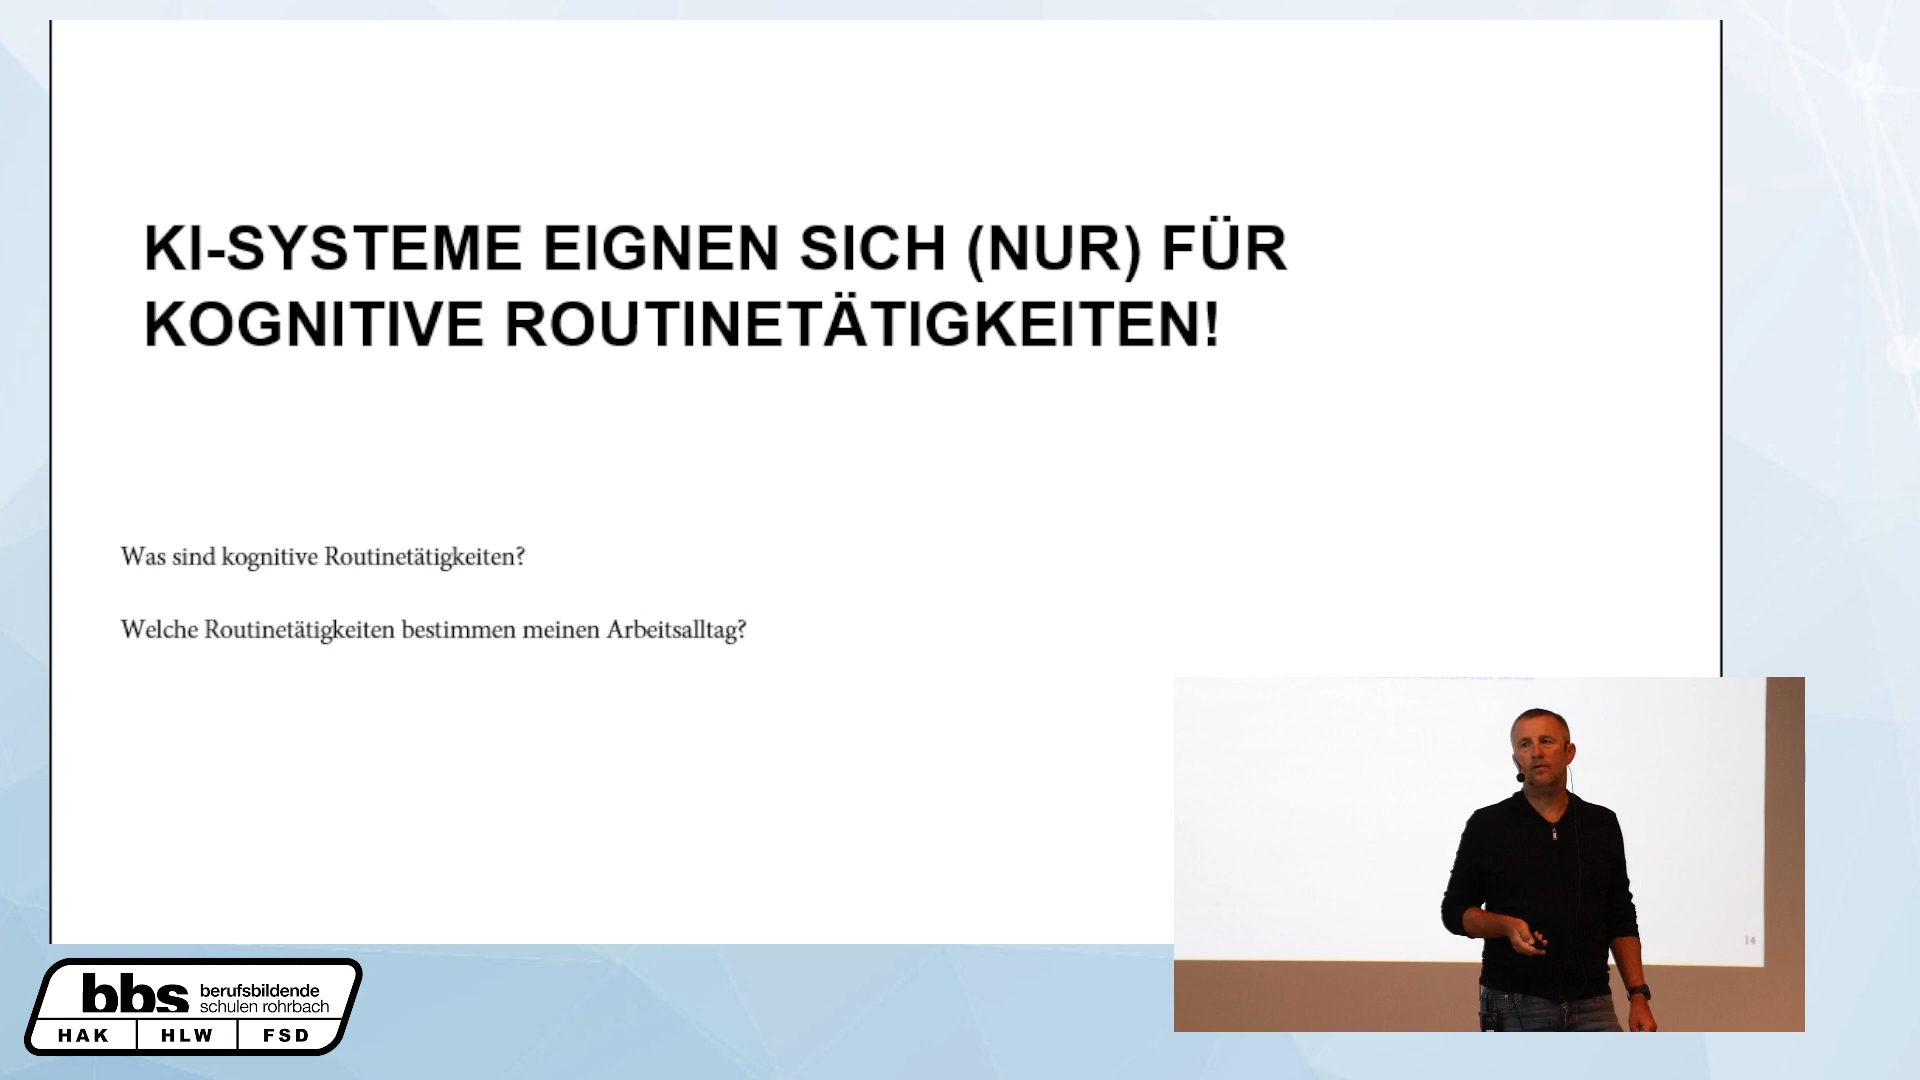 KI-SYSTEME EIGNEN SICH (NUR) FÜR
KOGNITIVE ROUTINETÄTIGKEITEN!
Was sind kognitive Routinetätigkeiten?
Welche Routinetätigkeiten bestimmen meinen Arbeitsalltag?
14
bbs berufsbildende
schulen rohrbach
HAK HLW FSD